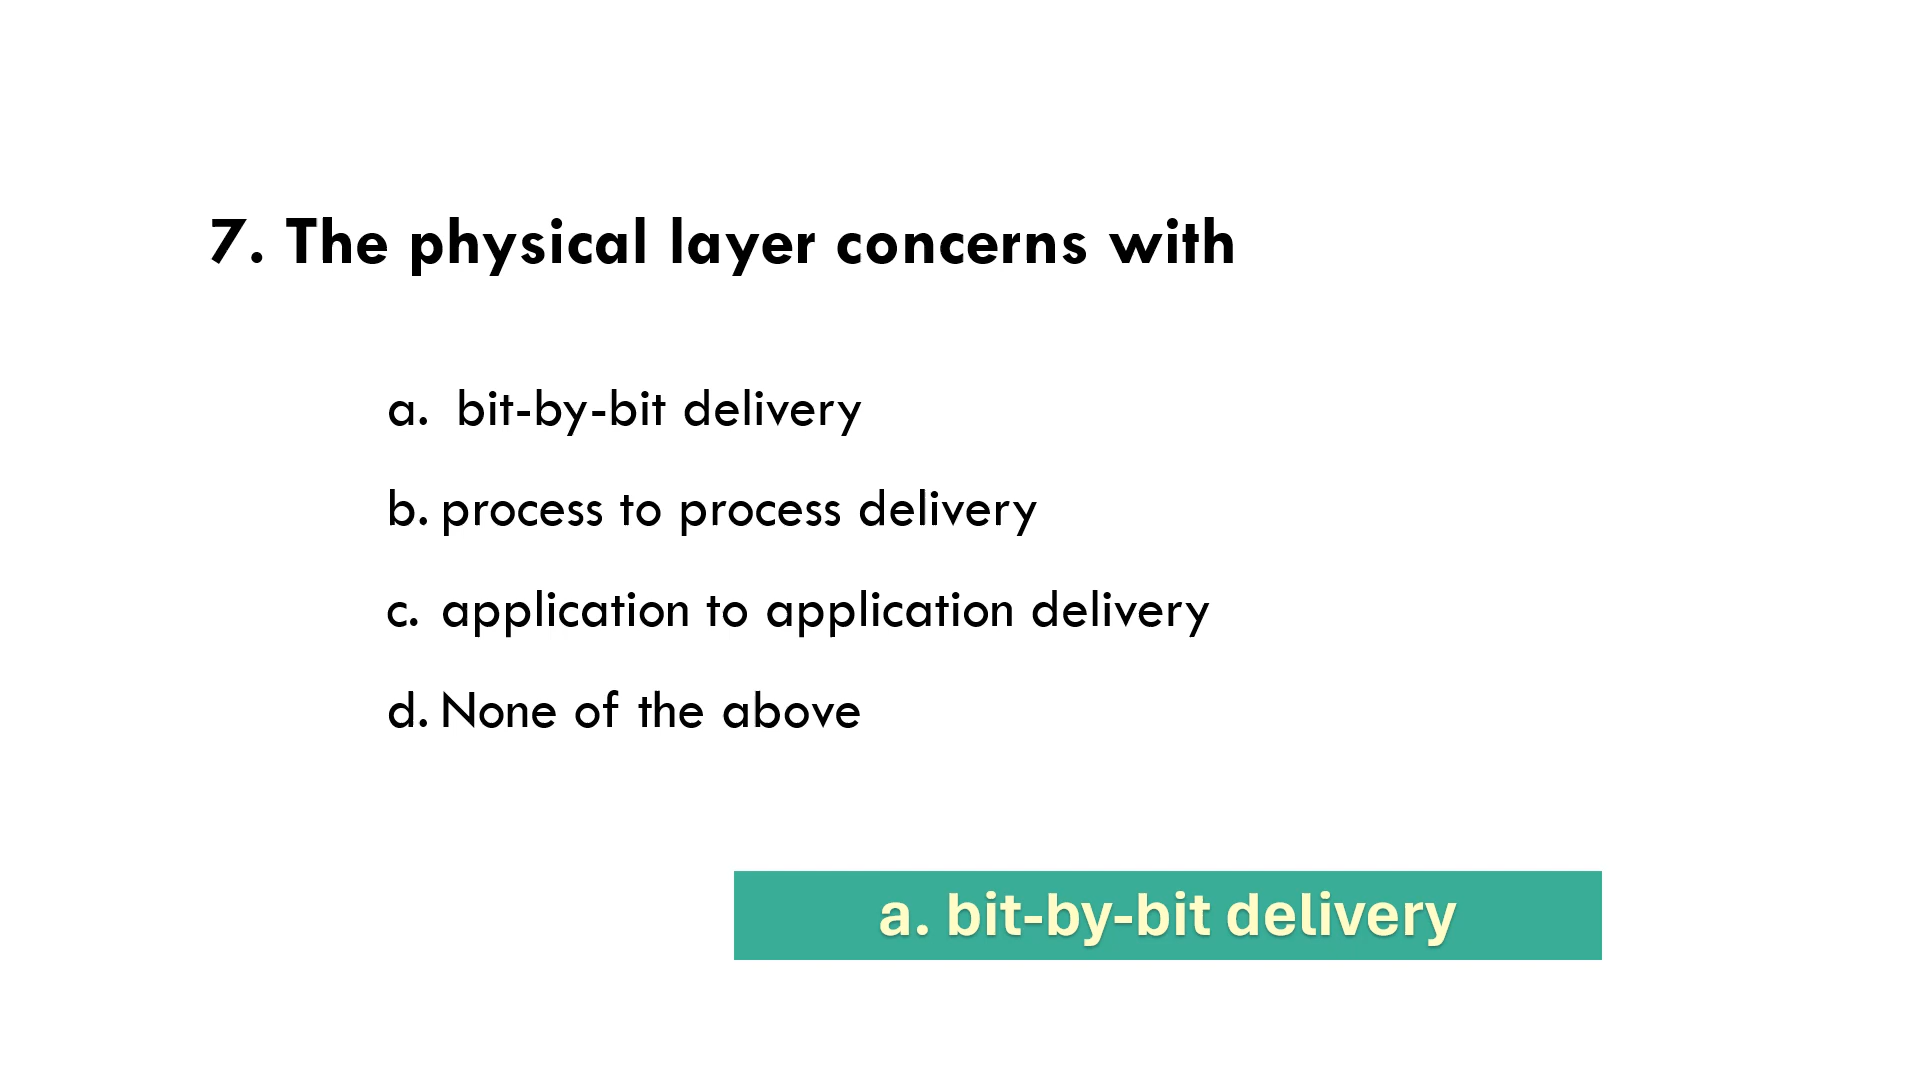 7. The physical layer concerns with
a. bit-by-bit delivery
b. process to process delivery
c. application to application delivery
d. None of the above
a. bit-by-bit delivery